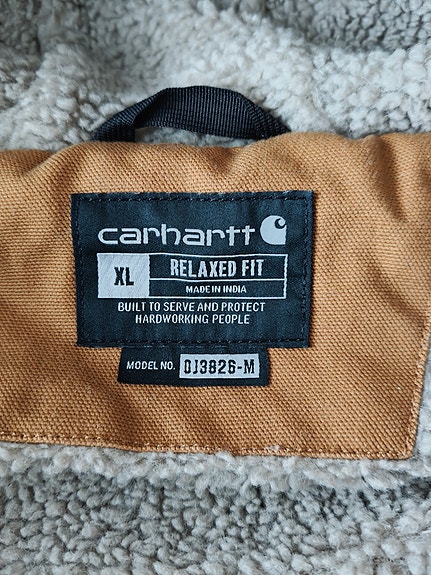 carhartt
XL RELAXED FIT
MADE IN INDIA
BUILT TO SERVE AND PROTECT
HARDWORKING PEOPLE
MODEL NO. OJ3826-M